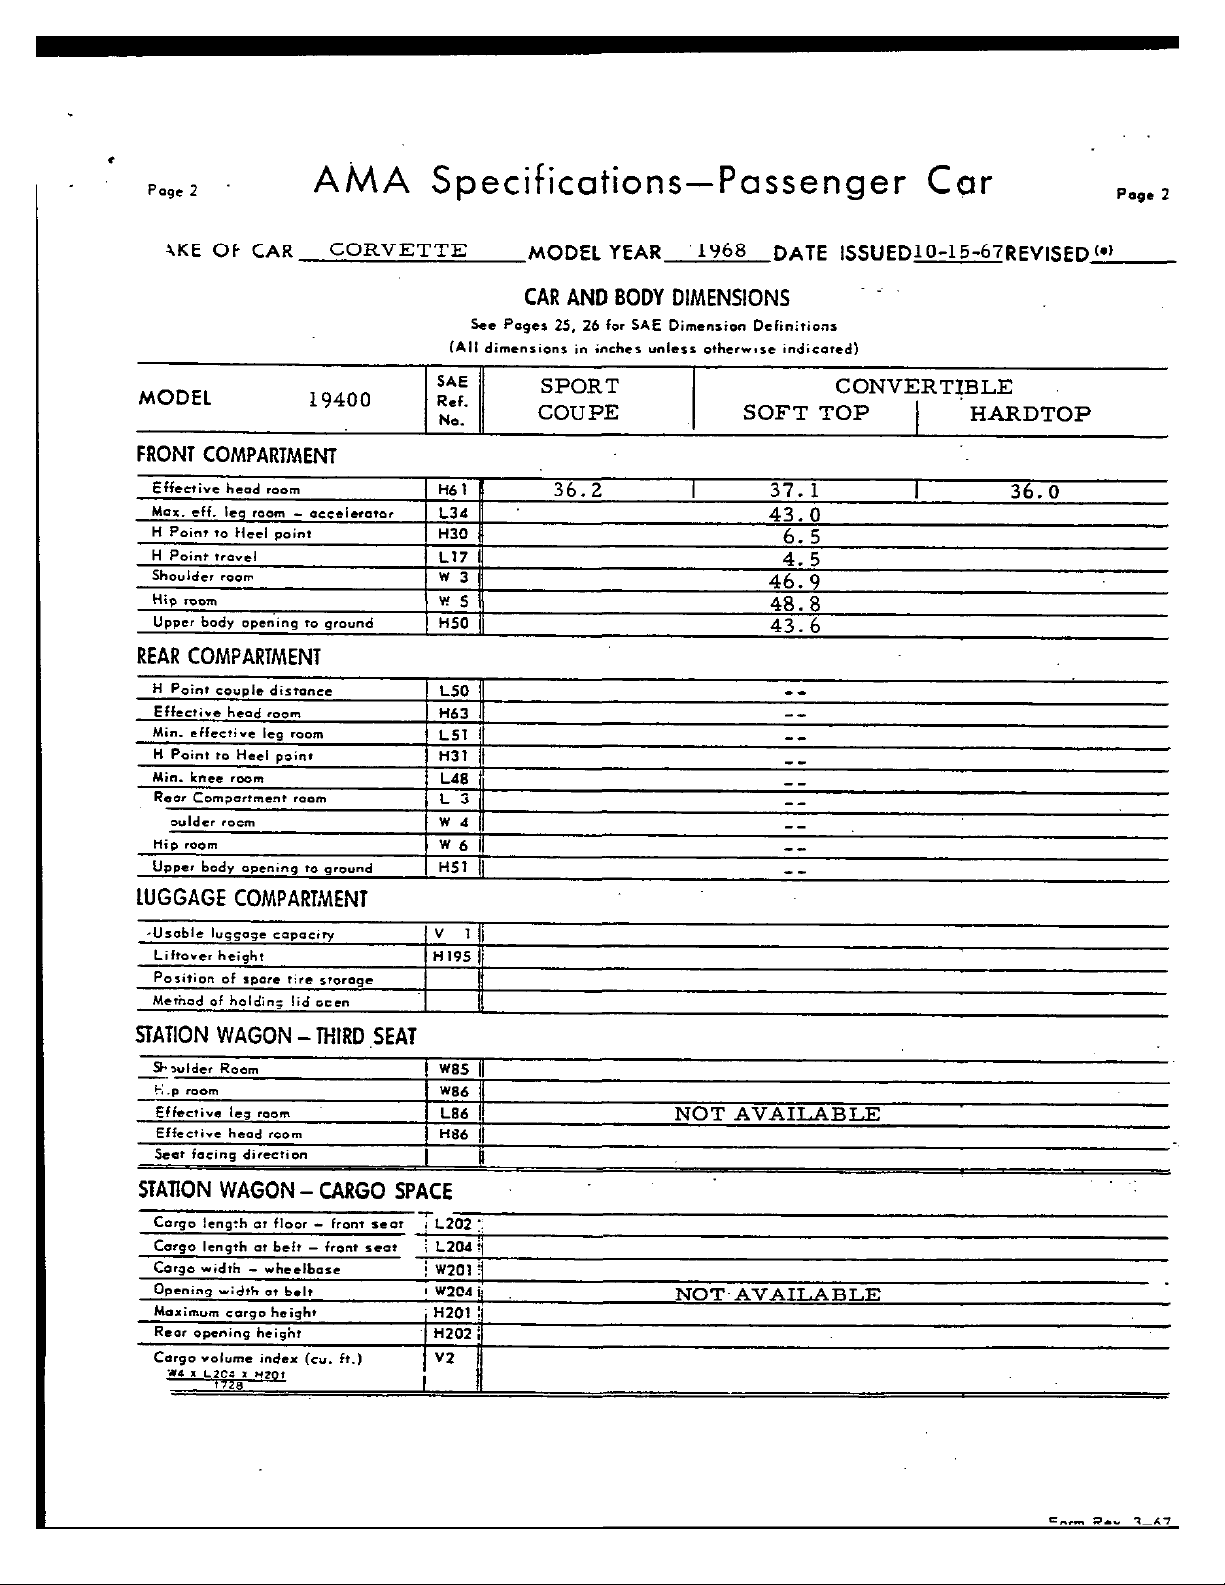 Page 2 AMA Specifications—Passenger Car Page 2
AKE OF CAR CORVETTE MODEL YEAR 1968 DATE ISSUED 10-15-67 REVISED (•)
CAR AND BODY DIMENSIONS
See Pages 25, 26 for SAE Dimension Definitions
(All dimensions in inches unless otherwise indicated)
MODEL 19400 SAE Ref. No. SPORT COUPE CONVERTIBLE SOFT TOP HARDTOP
FRONT COMPARTMENT
Effective head room H61 36.2 37.1 36.0
Max. eff. leg room – accelerator L34 43.0
H Point to Heel point H30 6.5
H Point travel L17 4.5
Shoulder room W 3 46.9
Hip room W 5 48.8
Upper body opening to ground H50 43.6
REAR COMPARTMENT
H Point couple distance L50 --
Effective head room H63 --
Min. effective leg room L51 --
H Point to Heel point H31 --
Min. knee room L48 --
Rear Compartment room L 3 --
oulder room W 4 --
Hip room W 6 --
Upper body opening to ground H51 --
LUGGAGE COMPARTMENT
Usable luggage capacity V 1
Liftover height H195
Position of spare tire storage
Method of holding lid open
STATION WAGON – THIRD SEAT
Shoulder Room W85
Hip room W86
Effective leg room L86 NOT AVAILABLE
Effective head room H86
Seat facing direction
STATION WAGON – CARGO SPACE
Cargo length at floor – front seat L202
Cargo length at belt – front seat L204
Cargo width – wheelbase W201
Opening width at belt W204 NOT AVAILABLE
Maximum cargo height H201
Rear opening height H202
Cargo volume index (cu. ft.) V2
W4 x L204 x H201
1728
Form Rev. 3–67